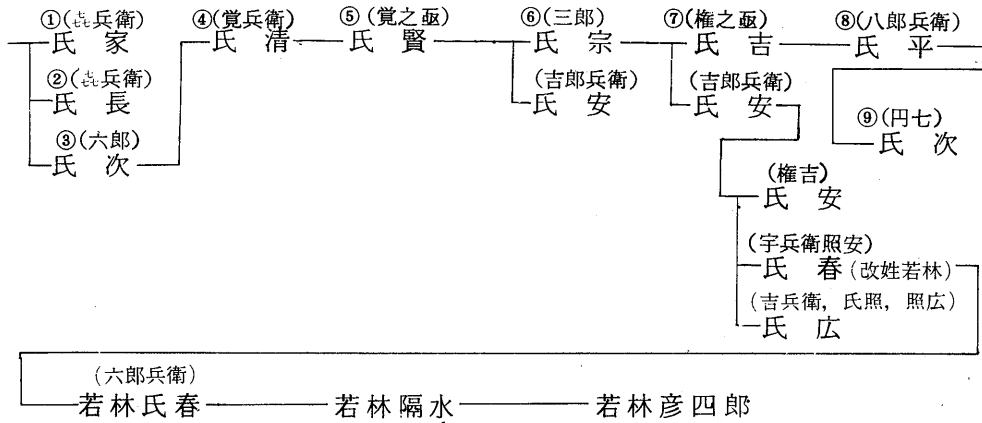 ①(㐂兵衛) ④(覚兵衛) ⑤(覚之亟) ⑥(三郎) ⑦(権之亟) ⑧(八郎兵衛)
氏家 氏清 氏賢 氏宗 氏吉 氏平
②(㐂兵衛) (吉郎兵衛) (吉郎兵衛)
氏長 氏安 氏安
③(六郎) ⑨(円七)
氏次 氏次
(権吉)
氏安
(宇兵衛照安)
氏春(改姓若林)
(吉兵衛,氏照,照広)
氏広
(六郎兵衛)
若林氏春 若林隔水 若林彦四郎